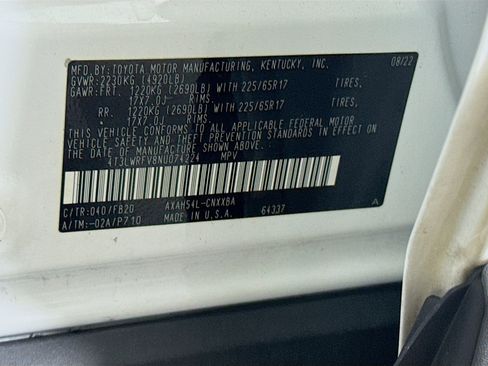 MFD.BY:TOYOTA MOTOR MANUFACTURING, KENTUCKY, INC. 08/22
GVWR:2230KG (4920LB)
GAWR:FRT. 1220KG (2690LB) WITH 225/65R17 TIRES,
17X7.0J RIMS,
RR. 1220KG (2690LB) WITH 225/65R17 TIRES,
17X7.0J RIMS,
THIS VEHICLE CONFORMS TO ALL APPLICABLE FEDERAL MOTOR
VEHICLE SAFETY AND THEFT PREVENTION STANDARDS IN EFFECT
ON THE DATE OF MANUFACTURE SHOWN ABOVE.
4T3LWRFV8NU074224 MPV
C/TR:040/FB20 AXAH54L-CNXXBA A
A/TM:-02A/P710 MADE IN U.S.A. 64337